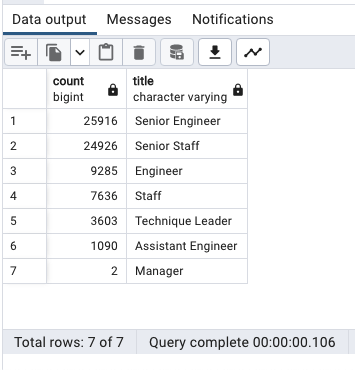 Data output Messages Notifications
count title
bigint character varying
1 25916 Senior Engineer
2 24926 Senior Staff
3 9285 Engineer
4 7636 Staff
5 3603 Technique Leader
6 1090 Assistant Engineer
7 2 Manager
Total rows: 7 of 7 Query complete 00:00:00.106